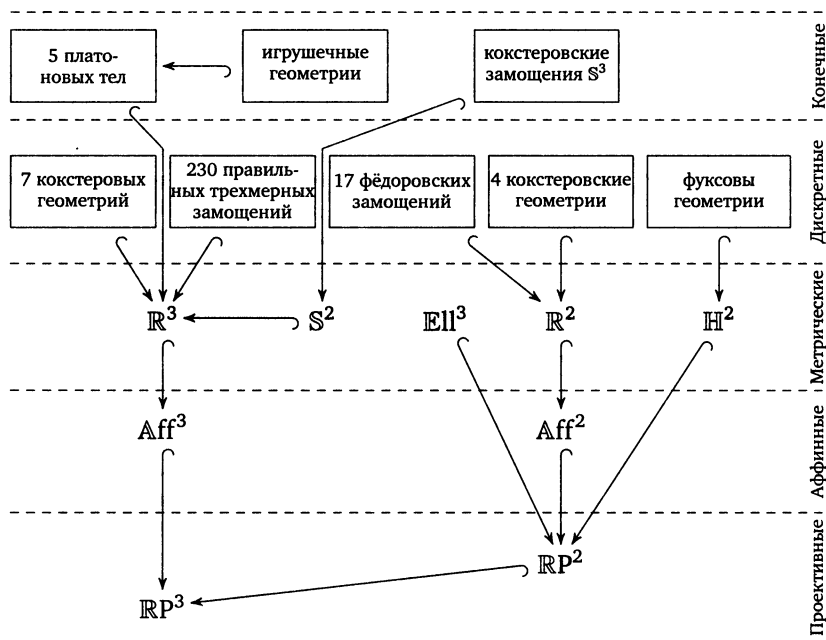 5 плато-
новых тел
игрушечные
геометрии
кокстеровские
замощения 𝕊³
Конечные
7 кокстеровых
геометрий
230 правиль-
ных трехмерных
замощений
17 фёдоровских
замощений
4 кокстеровские
геометрии
фуксовы
геометрии
Дискретные
ℝ³
𝕊²
𝔼ll³
ℝ²
ℍ²
Метрические
𝔸ff³
𝔸ff²
Аффинные
ℝP²
ℝP³
Проективные